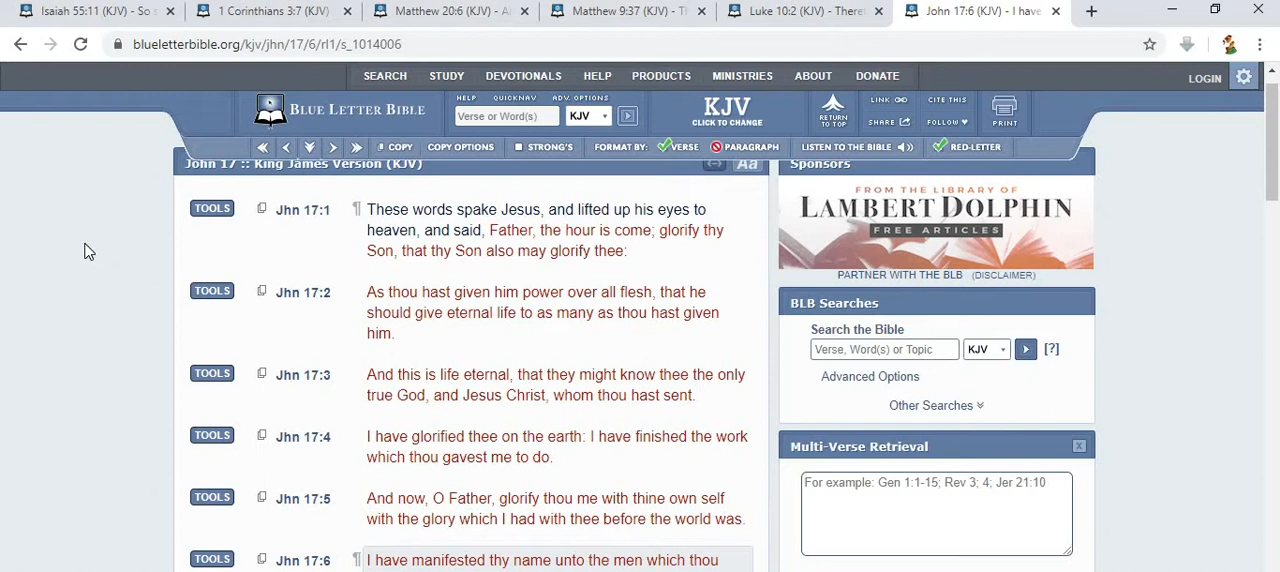 Isaiah 55:11 (KJV) - So s
1 Corinthians 3:7 (KJV)
Matthew 20:6 (KJV) - A
Matthew 9:37 (KJV) - T
Luke 10:2 (KJV) - There
John 17:6 (KJV) - I have
blueletterbible.org/kjv/jhn/17/6/rl1/s_1014006
SEARCH STUDY DEVOTIONALS HELP PRODUCTS MINISTRIES ABOUT DONATE LOGIN
BLUE LETTER BIBLE
HELP QUICKNAV ADV. OPTIONS
Verse or Word(s) KJV
KJV
CLICK TO CHANGE
RETURN
TO TOP
LINK CITE THIS
SHARE FOLLOW PRINT
COPY COPY OPTIONS STRONG'S FORMAT BY: VERSE PARAGRAPH LISTEN TO THE BIBLE RED-LETTER
John 17 :: King James Version (KJV) Aa
TOOLS Jhn 17:1 ¶ These words spake Jesus, and lifted up his eyes to
heaven, and said, Father, the hour is come; glorify thy
Son, that thy Son also may glorify thee:
TOOLS Jhn 17:2 As thou hast given him power over all flesh, that he
should give eternal life to as many as thou hast given
him.
TOOLS Jhn 17:3 And this is life eternal, that they might know thee the only
true God, and Jesus Christ, whom thou hast sent.
TOOLS Jhn 17:4 I have glorified thee on the earth: I have finished the work
which thou gavest me to do.
TOOLS Jhn 17:5 And now, O Father, glorify thou me with thine own self
with the glory which I had with thee before the world was.
TOOLS Jhn 17:6 ¶ I have manifested thy name unto the men which thou
Sponsors
FROM THE LIBRARY OF
LAMBERT DOLPHIN
FREE ARTICLES
PARTNER WITH THE BLB (DISCLAIMER)
BLB Searches
Search the Bible
Verse, Word(s) or Topic KJV [?]
Advanced Options
Other Searches
Multi-Verse Retrieval x
For example: Gen 1:1-15; Rev 3; 4; Jer 21:10